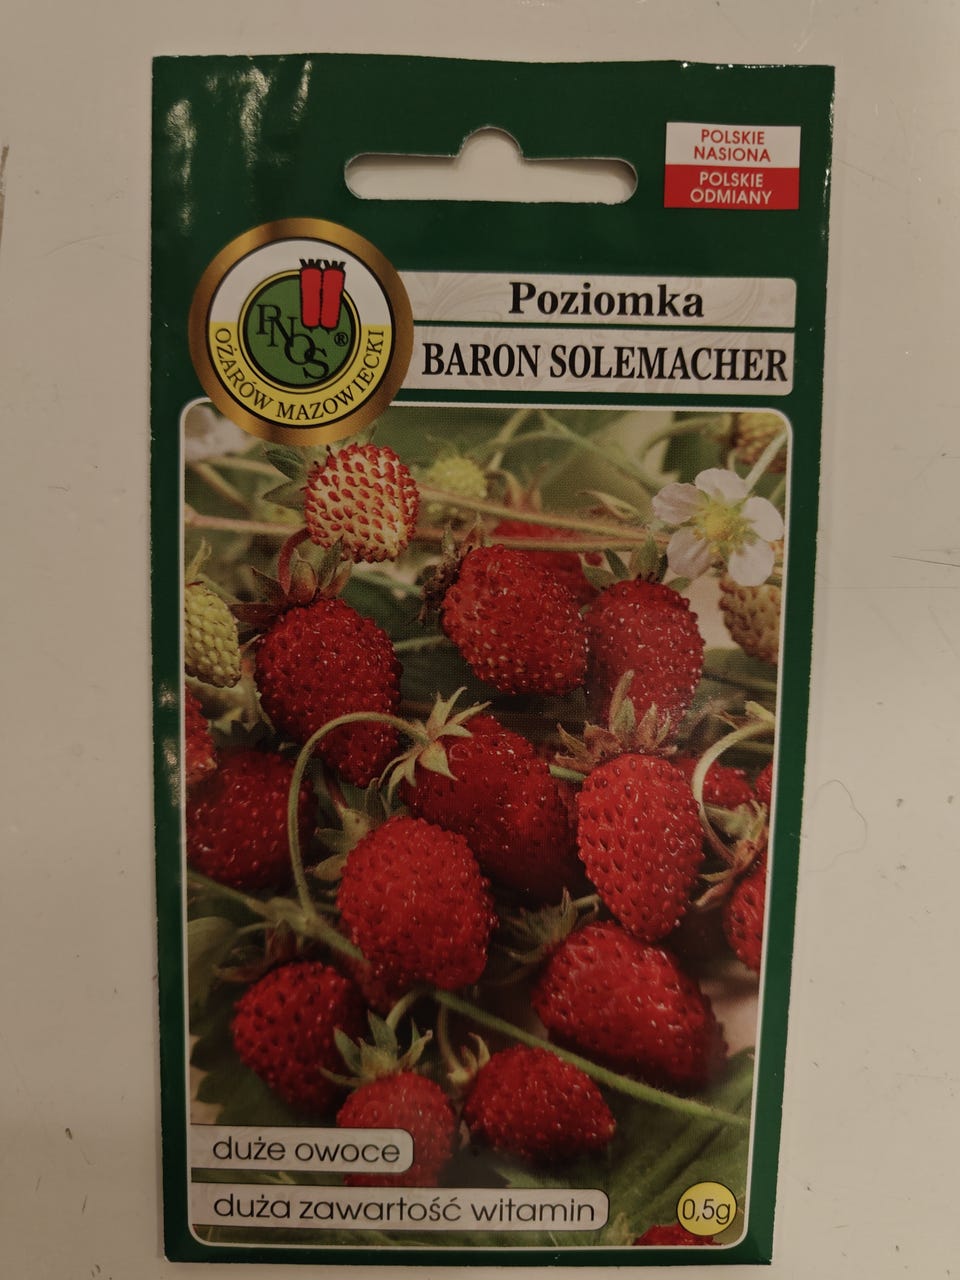 POLSKIE
NASIONA
POLSKIE
ODMIANY
PNOS®
OŻARÓW MAZOWIECKI
Poziomka
BARON SOLEMACHER
duże owoce
duża zawartość witamin
0,5g